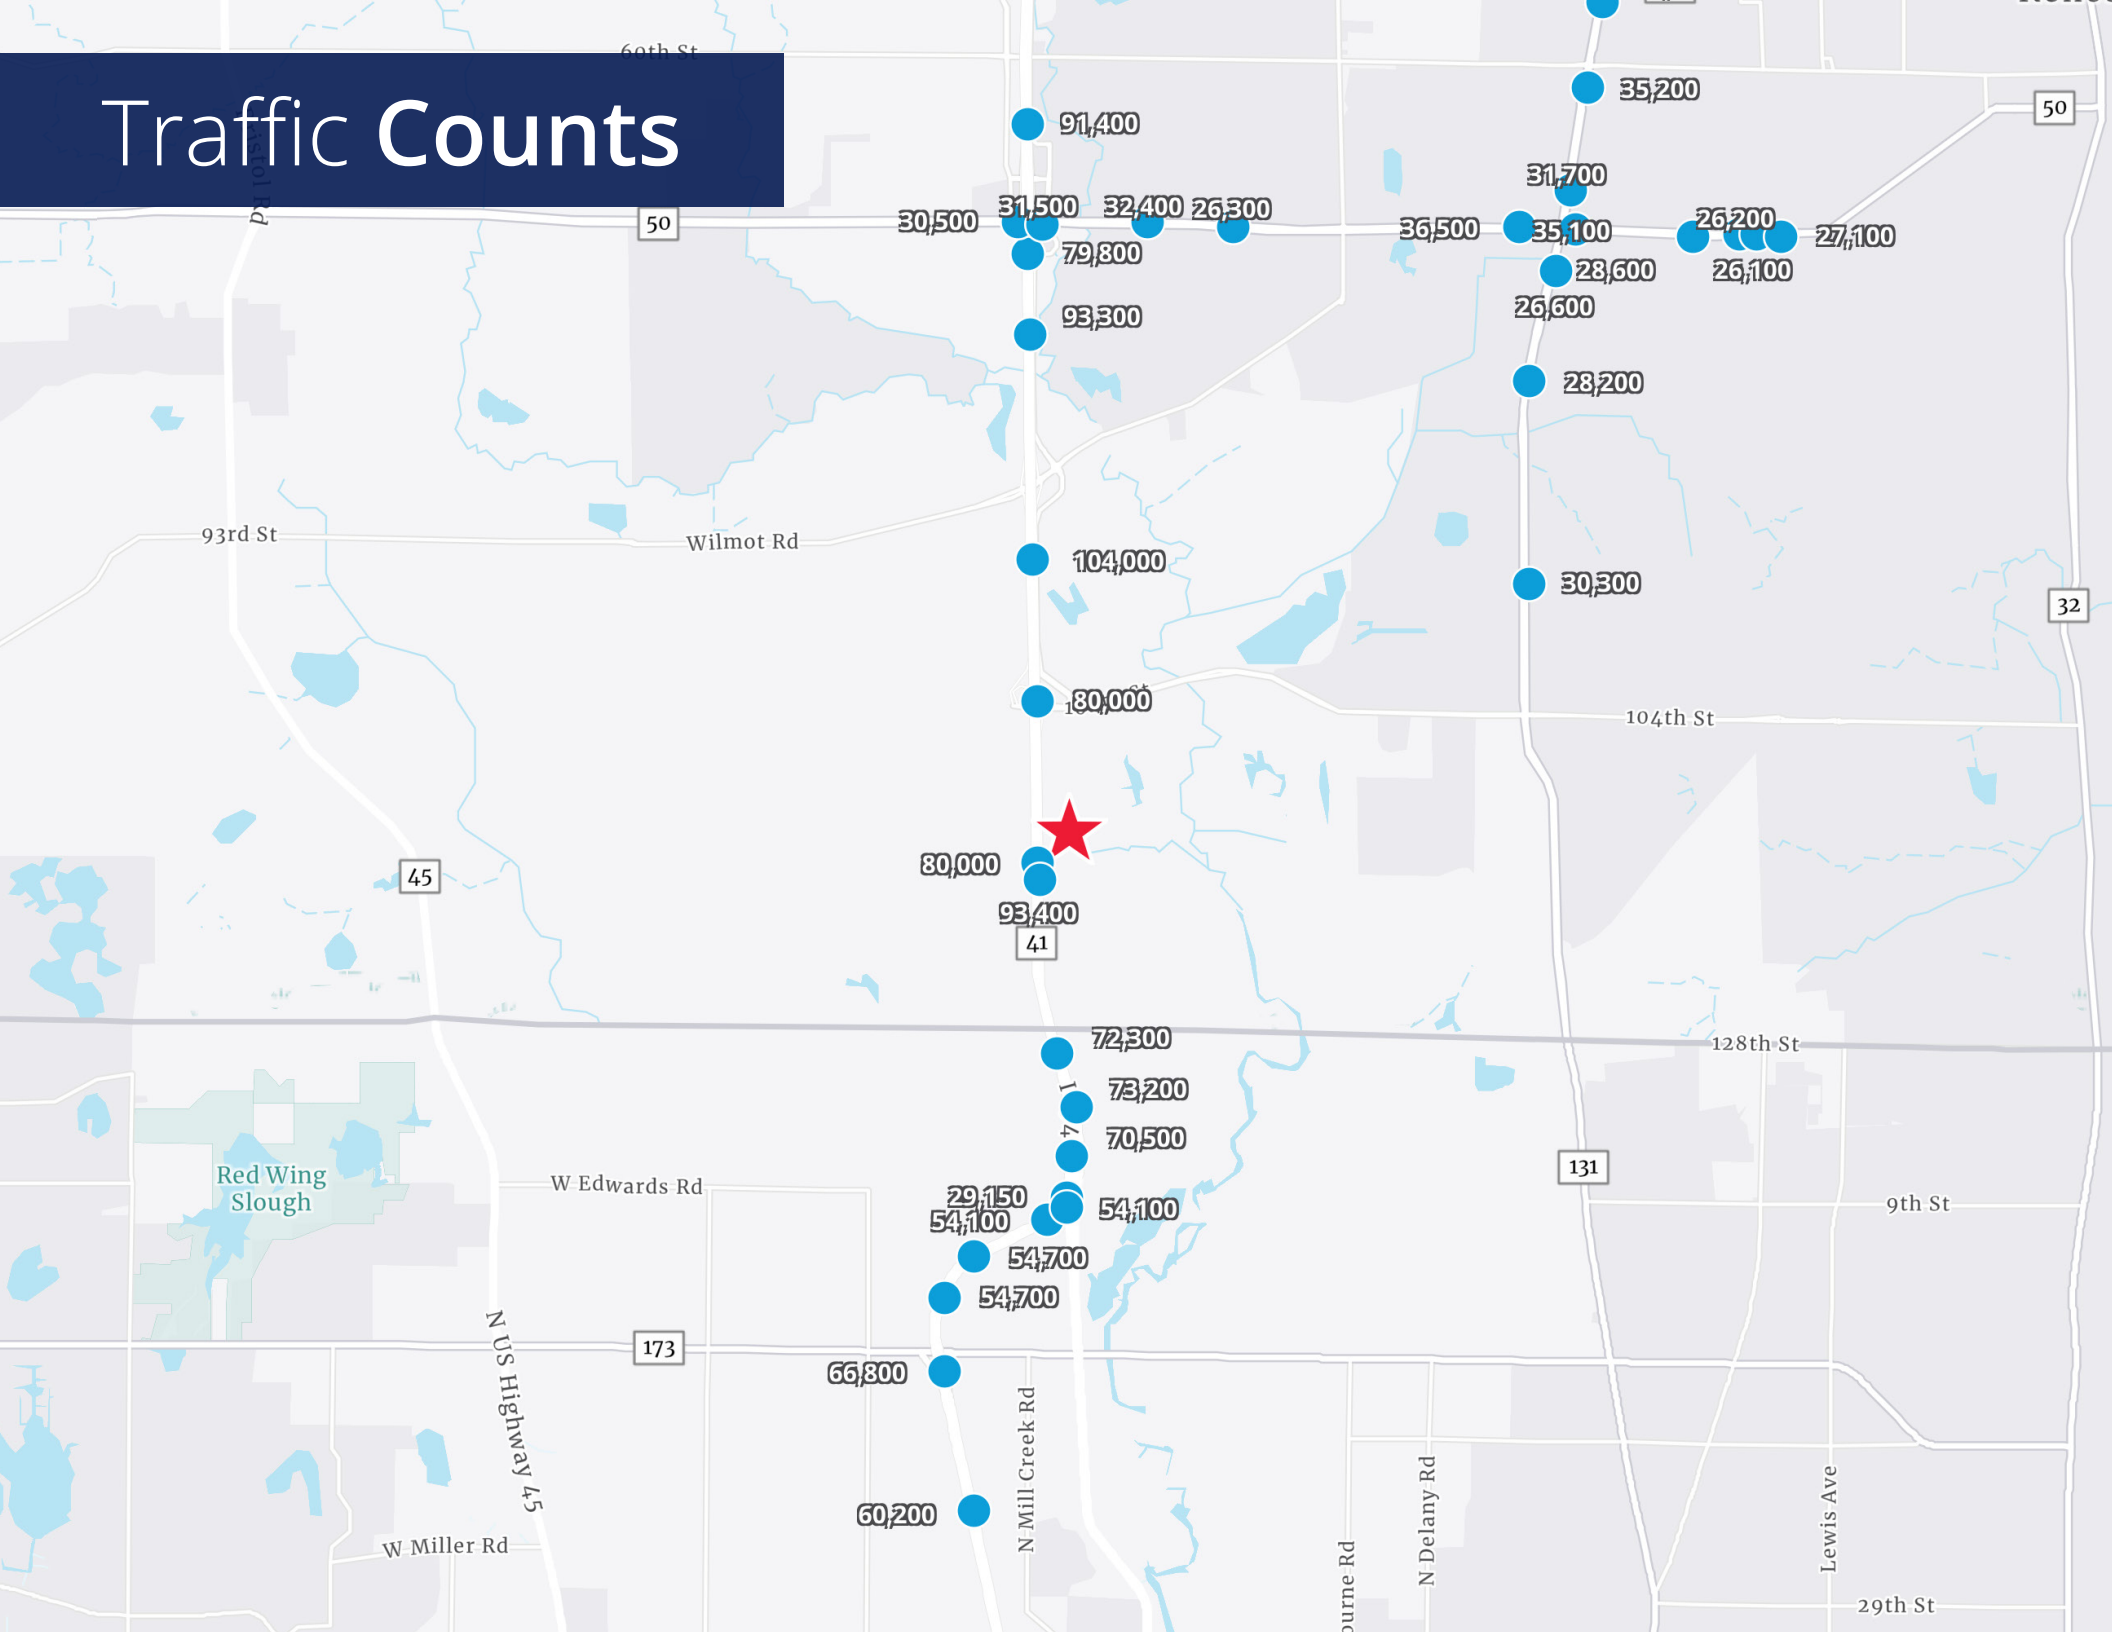 60th St
Traffic Counts
50
35,200
91,400
31,700
31,500
32,400
26,300
30,500
50
36,500
35,100
26,200
27,100
79,800
28,600
26,100
93,300
26,600
28,200
93rd St
Wilmot Rd
104,000
30,300
32
80,000
104th St
45
80,000
93,400
41
72,300
128th St
73,200
70,500
131
Red Wing
Slough
W Edwards Rd
29,150
54,100
54,100
9th St
54,700
54,700
173
66,800
N US Highway 45
N Mill Creek Rd
60,200
N Delany Rd
Lewis Ave
W Miller Rd
29th St